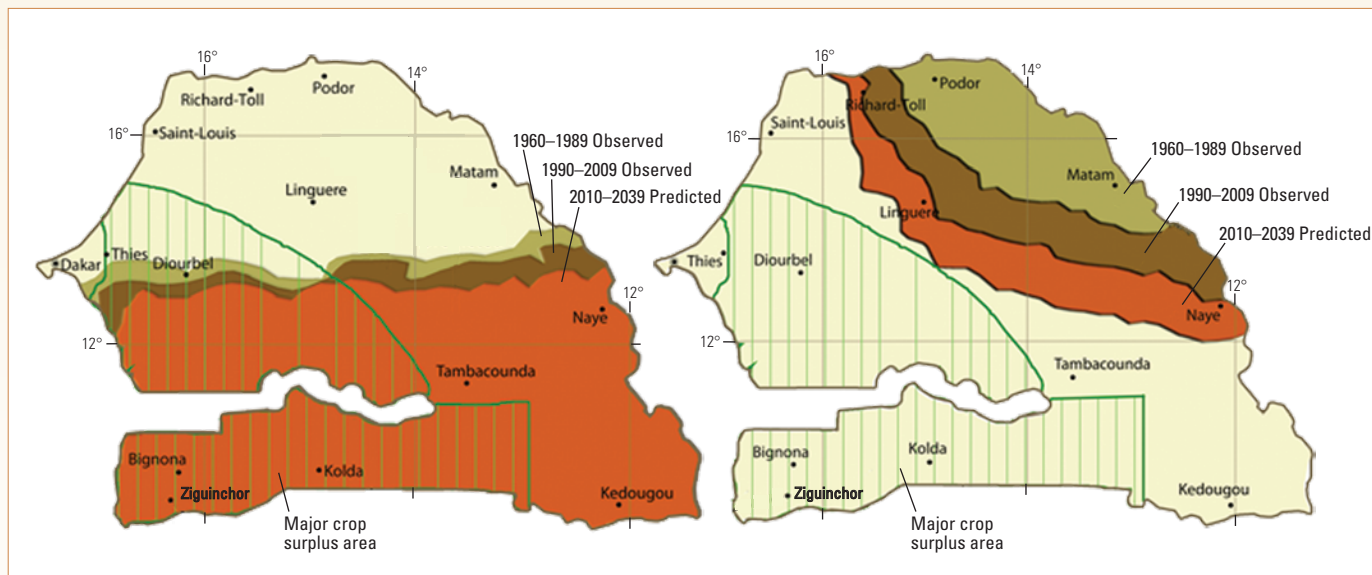 16°
14°
Richard-Toll
Podor
16°
Saint-Louis
1960–1989 Observed
1990–2009 Observed
Matam
Linguere
2010–2039 Predicted
Dakar
Thies
Diourbel
12°
Naye
12°
Tambacounda
Bignona
Kolda
Ziguinchor
Kedougou
Major crop
surplus area
16°
14°
Podor
Richard-Toll
16°
Saint-Louis
1960–1989 Observed
Matam
1990–2009 Observed
Linguere
2010–2039 Predicted
Thies
Diourbel
12°
Naye
12°
Tambacounda
Bignona
Kolda
Ziguinchor
Kedougou
Major crop
surplus area